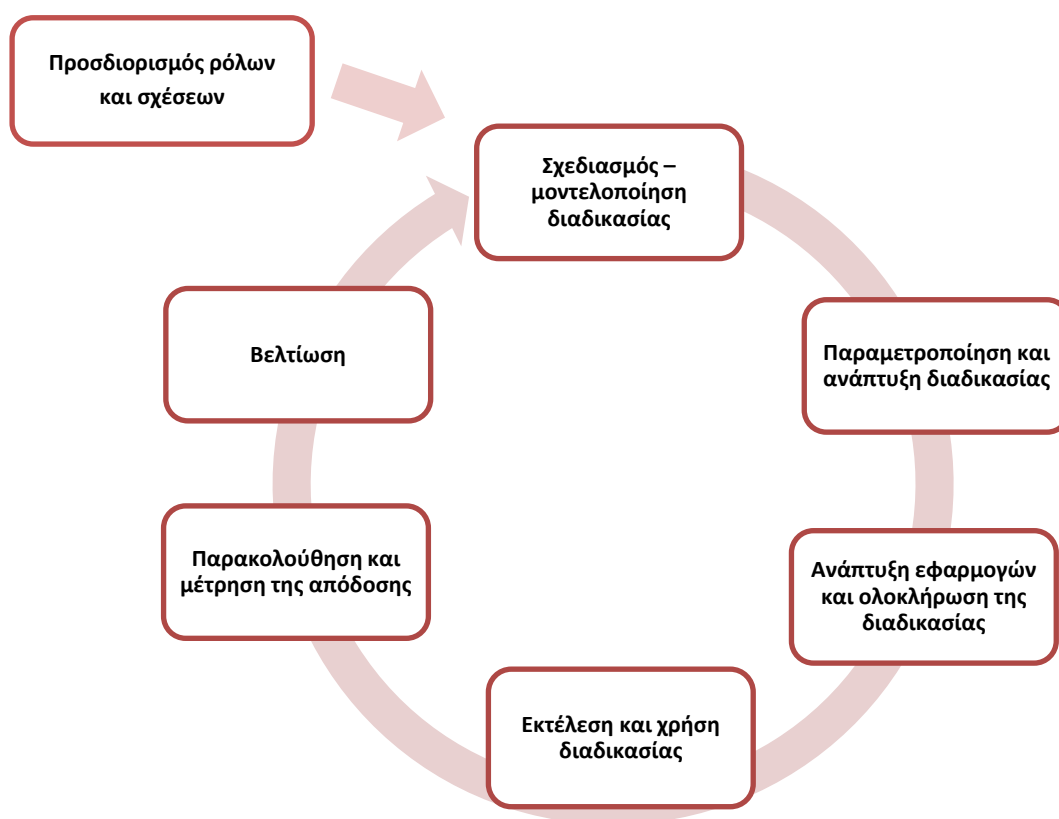 Προσδιορισμός ρόλων
και σχέσεων
Σχεδιασμός –
μοντελοποίηση
διαδικασίας
Παραμετροποίηση και
ανάπτυξη διαδικασίας
Ανάπτυξη εφαρμογών
και ολοκλήρωση της
διαδικασίας
Εκτέλεση και χρήση
διαδικασίας
Παρακολούθηση και
μέτρηση της απόδοσης
Βελτίωση